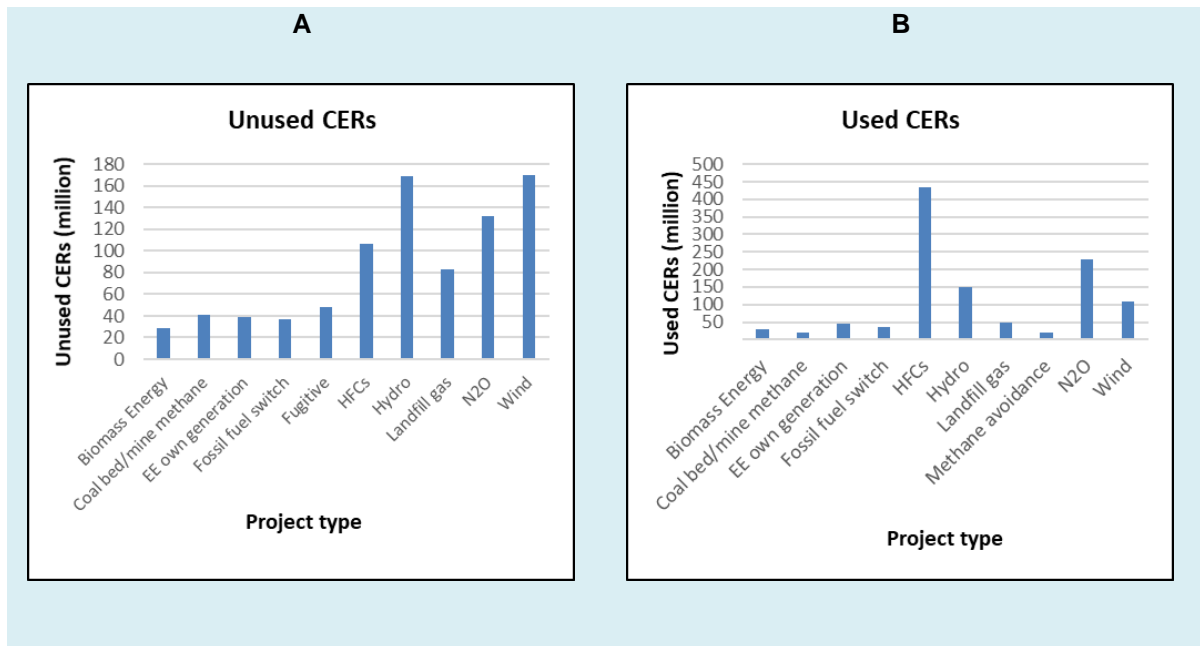 A
Unused CERs
Unused CERs (million)
180
160
140
120
100
80
60
40
20
0
Biomass Energy
Coal bed/mine methane
EE own generation
Fossil fuel switch
Fugitive
HFCs
Hydro
Landfill gas
N2O
Wind
Project type
B
Used CERs
Used CERs (million)
500
450
400
350
300
250
200
150
100
50
Biomass Energy
Coal bed/mine methane
EE own generation
Fossil fuel switch
HFCs
Hydro
Landfill gas
Methane avoidance
N2O
Wind
Project type